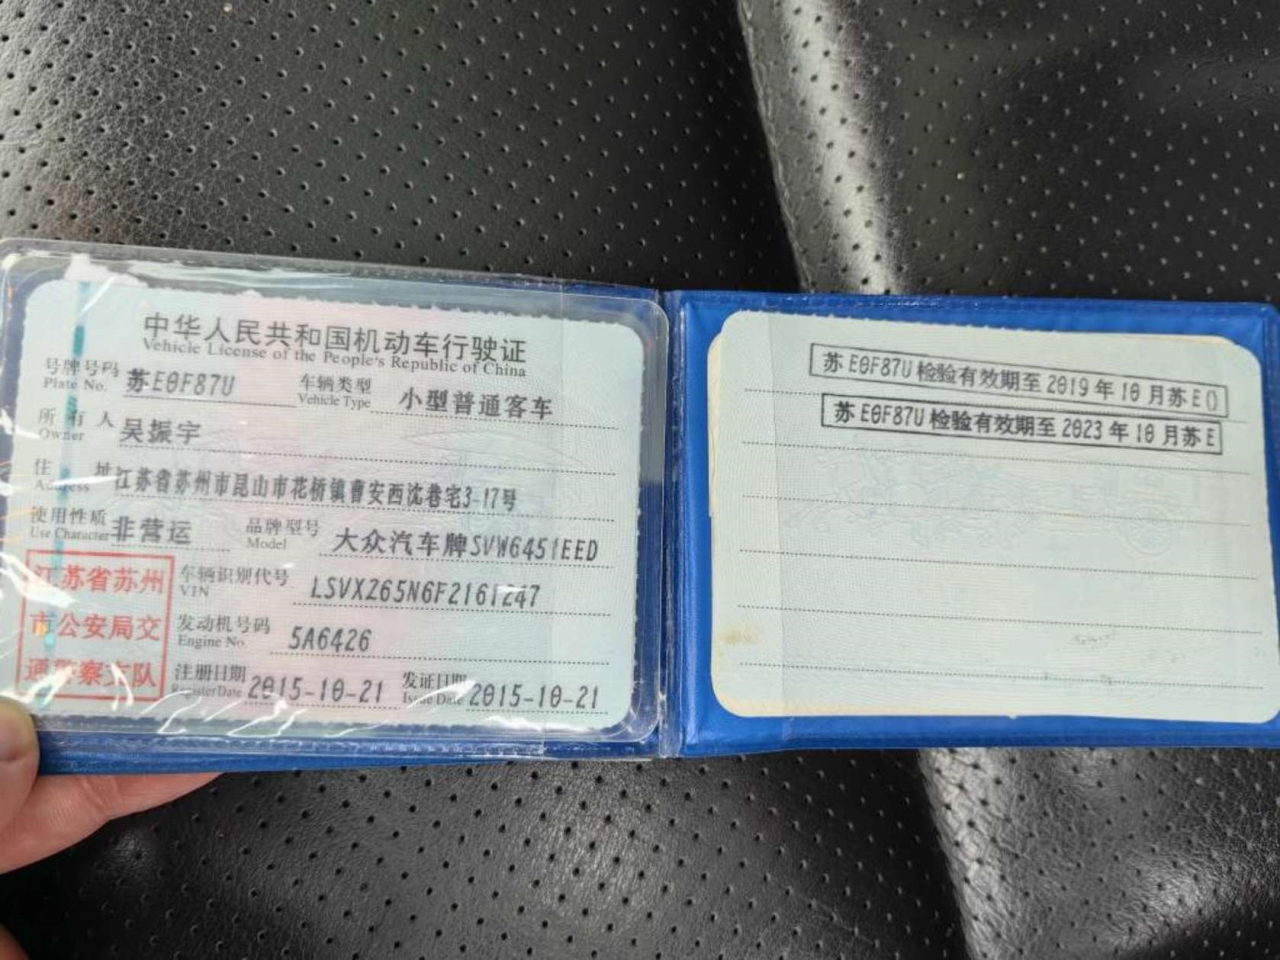 中华人民共和国机动车行驶证
Vehicle License of the People's Republic of China
号牌号码 苏E0F87U 车辆类型 小型普通客车
Plate No. Vehicle Type
所有人 吴振宇
Owner
住址 江苏省苏州市昆山市花桥镇曹安西沈巷宅3-17号
Address
使用性质 非营运 品牌型号 大众汽车牌SVW6451EED
Use Character Model
江苏省苏州
市公安局交
通警察支队
车辆识别代号 LSVXZ65N6F2161247
VIN
发动机号码 5A6426
Engine No.
注册日期 2015-10-21 发证日期 2015-10-21
Register Date Issue Date
苏E0F87U检验有效期至2019年10月苏E()
苏E0F87U检验有效期至2023年10月苏E